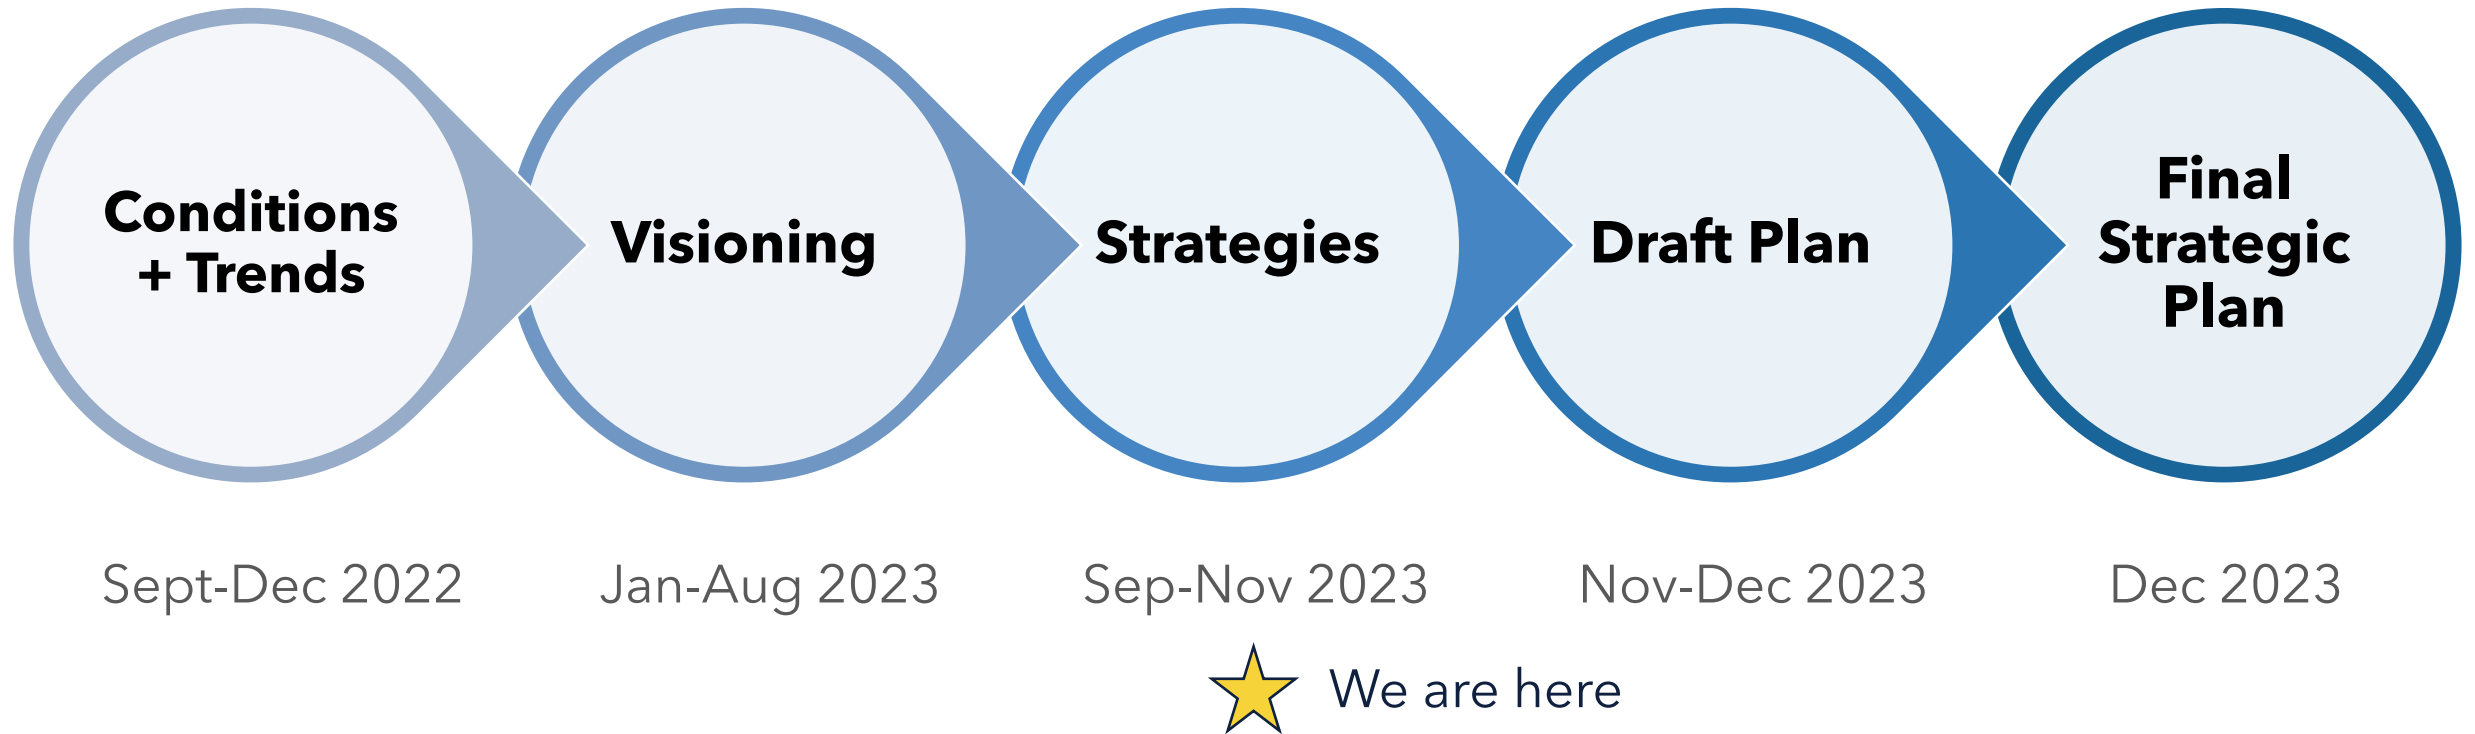 Conditions
+ Trends
Visioning
Strategies
Draft Plan
Final
Strategic
Plan
Sept-Dec 2022
Jan-Aug 2023
Sep-Nov 2023
Nov-Dec 2023
Dec 2023
We are here